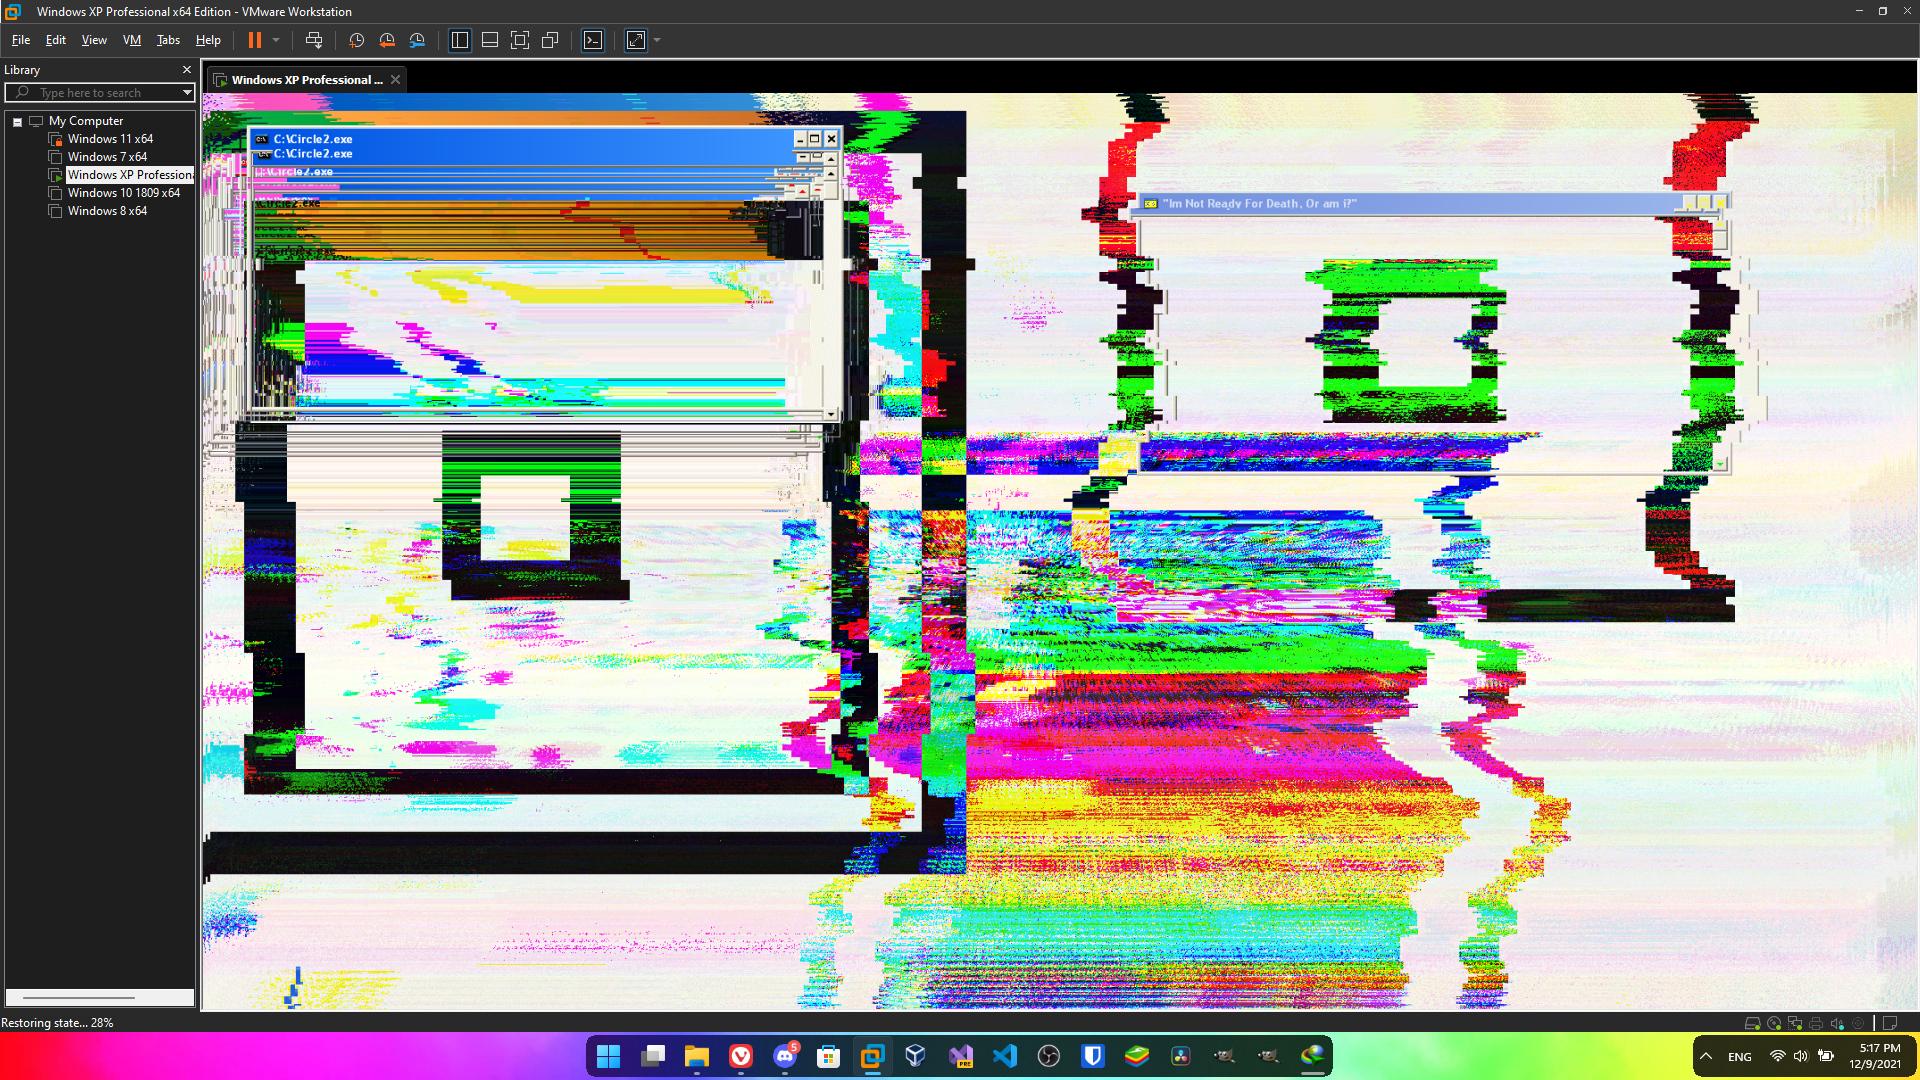 Windows XP Professional x64 Edition - VMware Workstation
File Edit View VM Tabs Help
Library
Type here to search
My Computer
Windows 11 x64
Windows 7 x64
Windows XP Professiona
Windows 10 1809 x64
Windows 8 x64
Windows XP Professional ...
C:\Circle2.exe
C:\Circle2.exe
"Im Not Ready For Death, Or am i?"
Restoring state... 28%
5
PRE
ENG
5:17 PM
12/9/2021